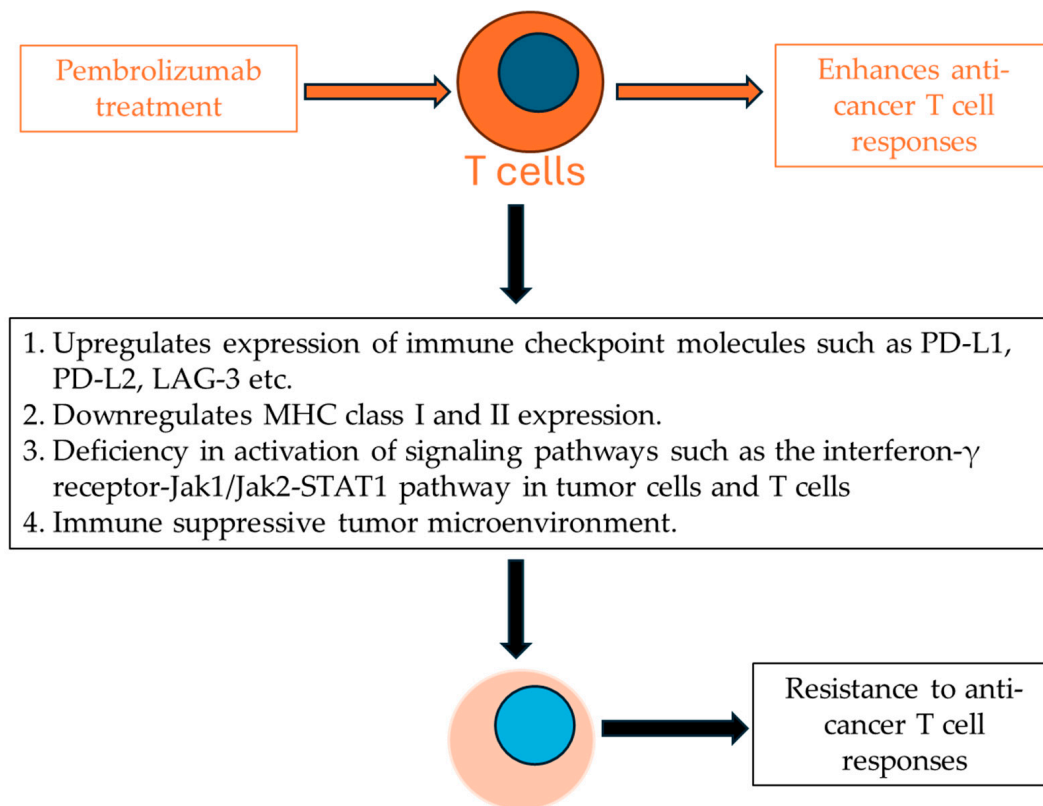 Pembrolizumab
treatment
T cells
Enhances anti-
cancer T cell
responses
1. Upregulates expression of immune checkpoint molecules such as PD-L1,
PD-L2, LAG-3 etc.
2. Downregulates MHC class I and II expression.
3. Deficiency in activation of signaling pathways such as the interferon-γ
receptor-Jak1/Jak2-STAT1 pathway in tumor cells and T cells
4. Immune suppressive tumor microenvironment.
Resistance to anti-
cancer T cell
responses